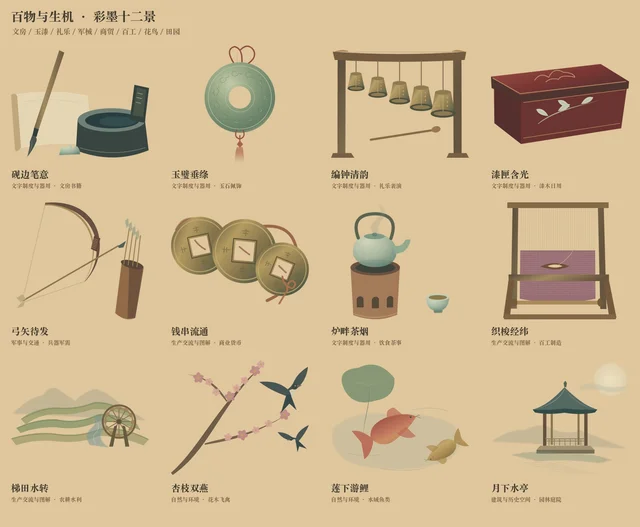 百物与生机 · 彩墨十二景
文房 / 玉漆 / 礼乐 / 军械 / 商贸 / 百工 / 花鸟 / 田园
砚边笔意
文字制度与器用 · 文房书籍
玉璧垂绦
文字制度与器用 · 玉石佩饰
编钟清韵
文字制度与器用 · 礼乐表演
漆匣含光
文字制度与器用 · 漆木日用
弓矢待发
军事与交通 · 兵器军阵
钱串流通
生产交流与图解 · 商业货币
炉畔茶烟
文字制度与器用 · 饮食茶事
织梭经纬
生产交流与图解 · 百工制造
梯田水转
生产交流与图解 · 农耕水利
杏枝双燕
自然与环境 · 花木飞禽
莲下游鲤
自然与环境 · 水域鱼类
月下水亭
建筑与历史空间 · 园林庭院